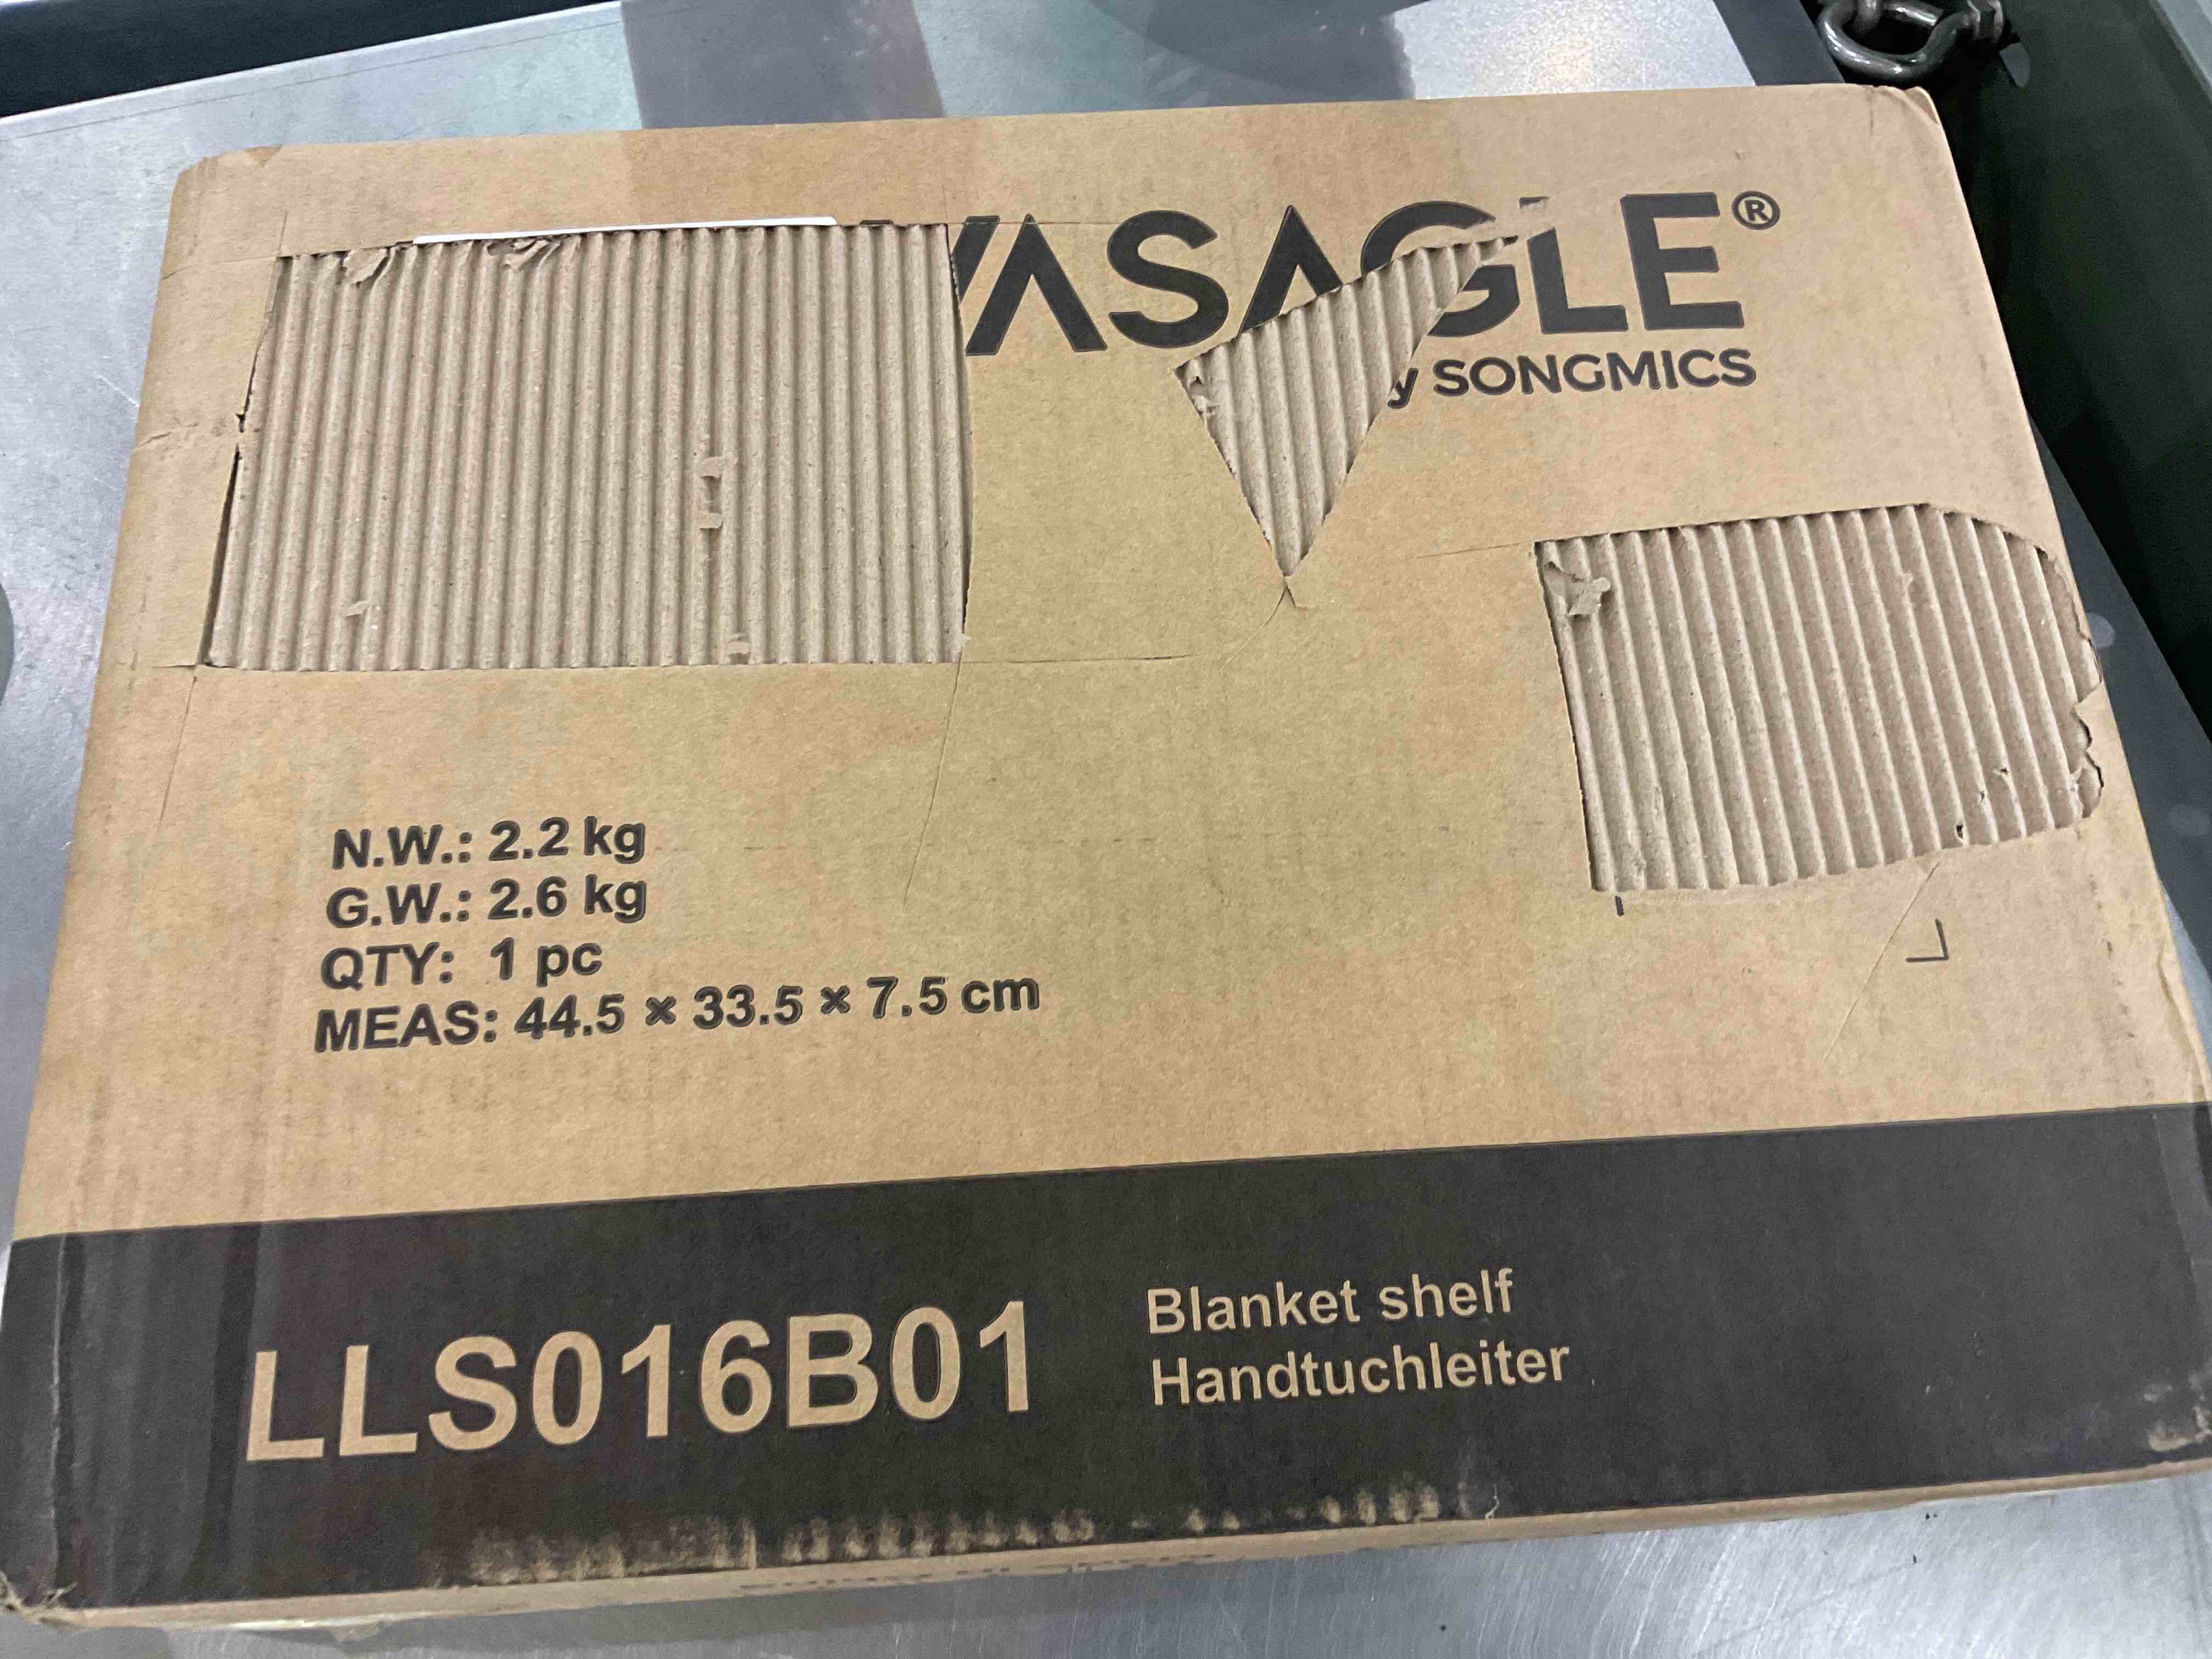 VASAGLE®
by SONGMICS
N.W.: 2.2 kg
G.W.: 2.6 kg
QTY: 1 pc
MEAS: 44.5 × 33.5 × 7.5 cm
LLS016B01
Blanket shelf
Handtuchleiter